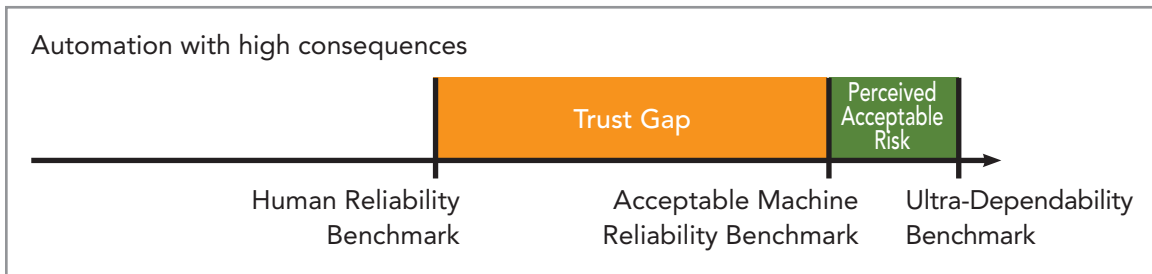 Automation with high consequences
Trust Gap
Perceived
Acceptable
Risk
Human Reliability
Benchmark
Acceptable Machine
Reliability Benchmark
Ultra-Dependability
Benchmark